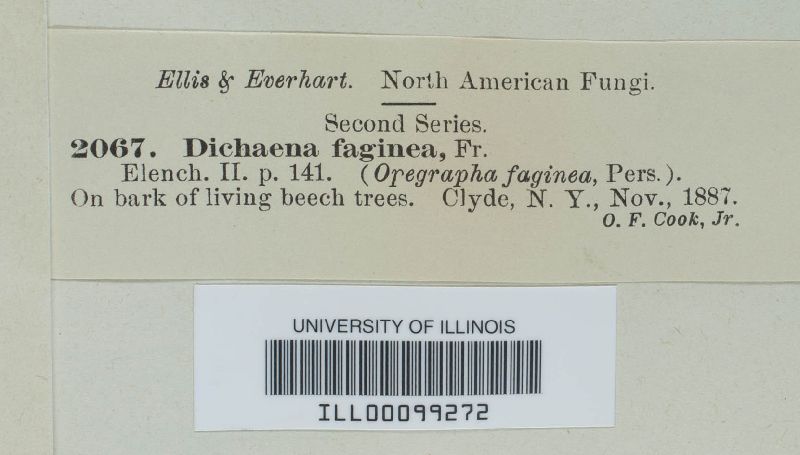 Ellis & Everhart. North American Fungi.
Second Series.
2067. Dichaena faginea, Fr.
Elench. II. p. 141. (Opegrapha faginea, Pers.).
On bark of living beech trees. Clyde, N. Y., Nov., 1887.
O. F. Cook, Jr.
UNIVERSITY OF ILLINOIS
ILL00099272